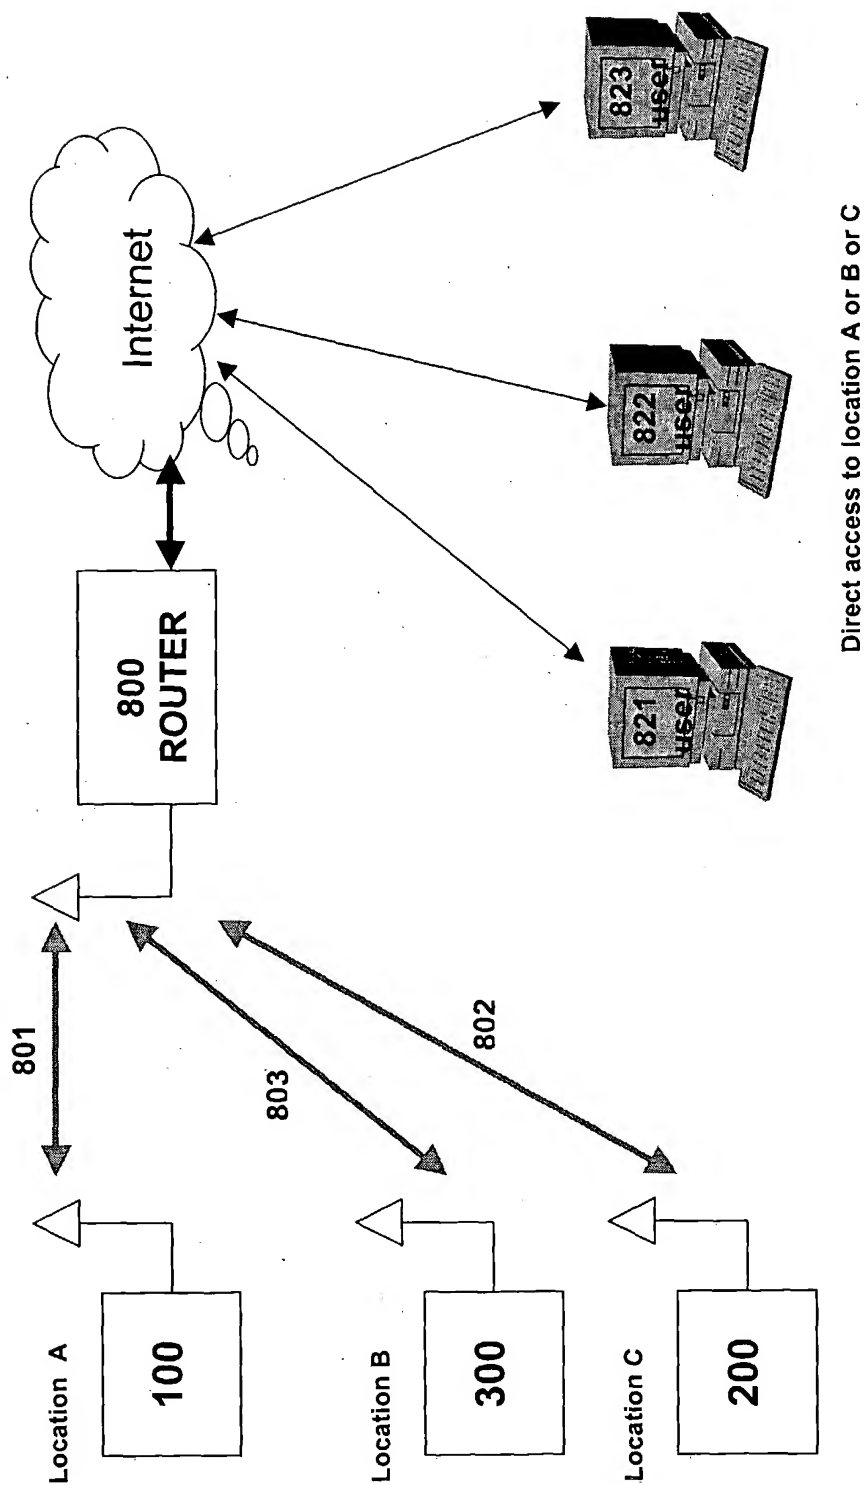 Location A
100
801
800
ROUTER
Internet
Location B
300
803
Location C
200
802
821
user
822
user
823
user
Direct access to location A or B or C